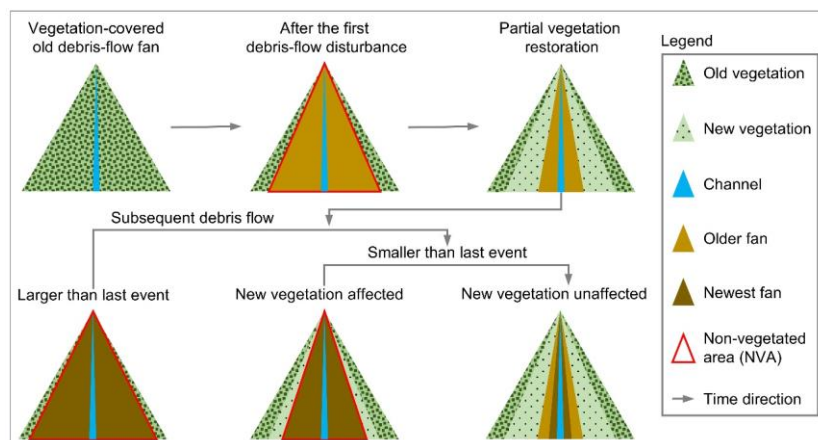 Vegetation-covered
old debris-flow fan
After the first
debris-flow disturbance
Partial vegetation
restoration
Subsequent debris flow
Smaller than last event
Larger than last event
New vegetation affected
New vegetation unaffected
Legend
Old vegetation
New vegetation
Channel
Older fan
Newest fan
Non-vegetated
area (NVA)
Time direction